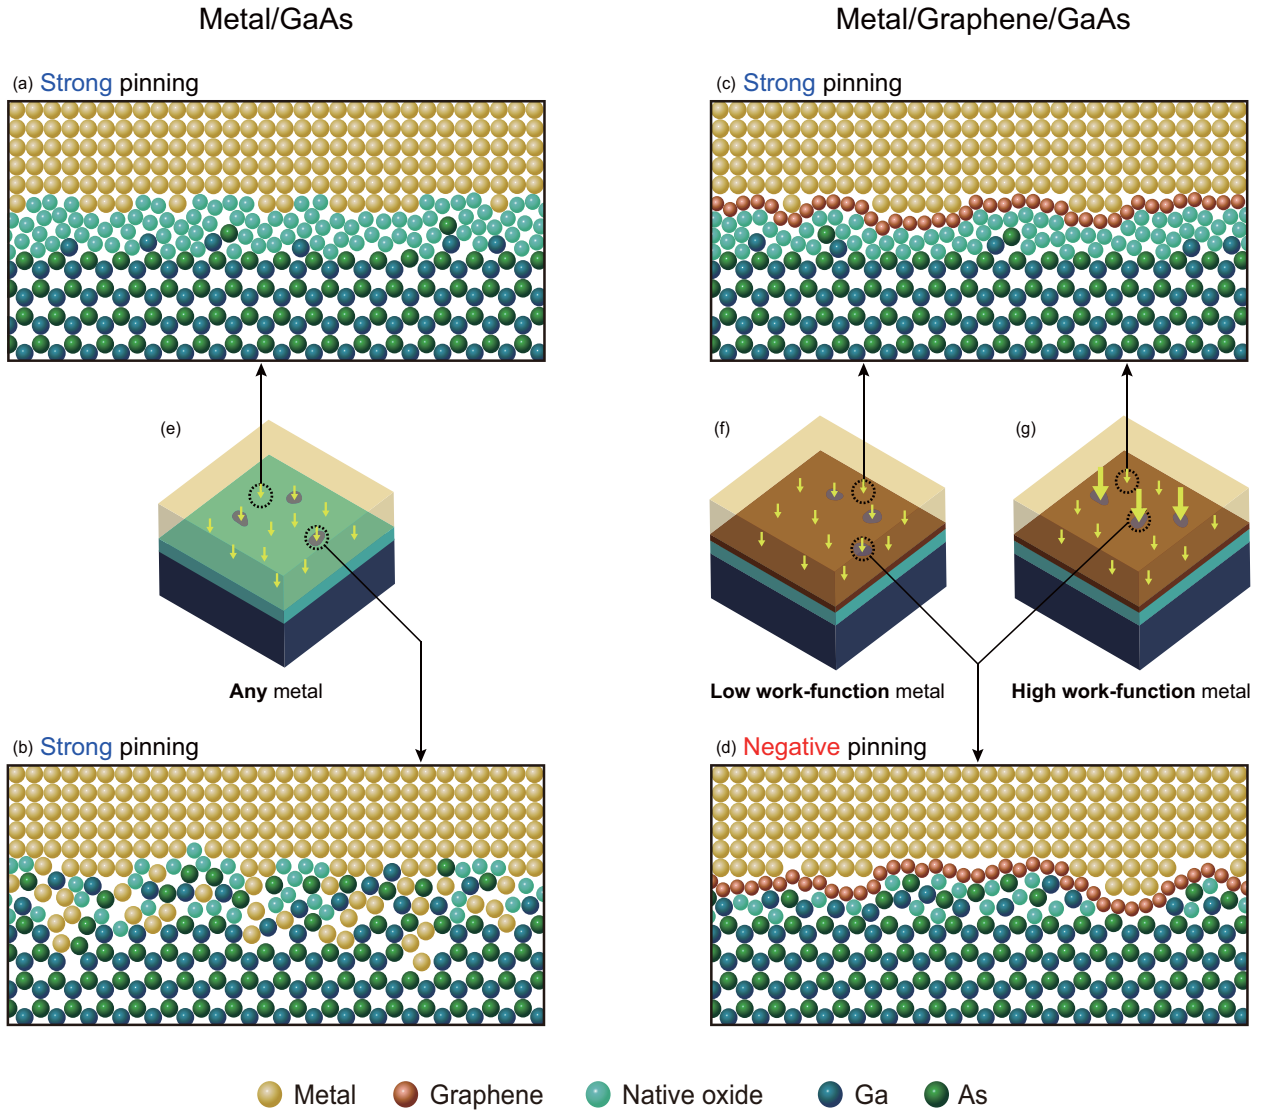 Metal/GaAs
Metal/Graphene/GaAs
(a) Strong pinning
(c) Strong pinning
(e)
(f)
(g)
Any metal
Low work-function metal
High work-function metal
(b) Strong pinning
(d) Negative pinning
Metal
Graphene
Native oxide
Ga
As